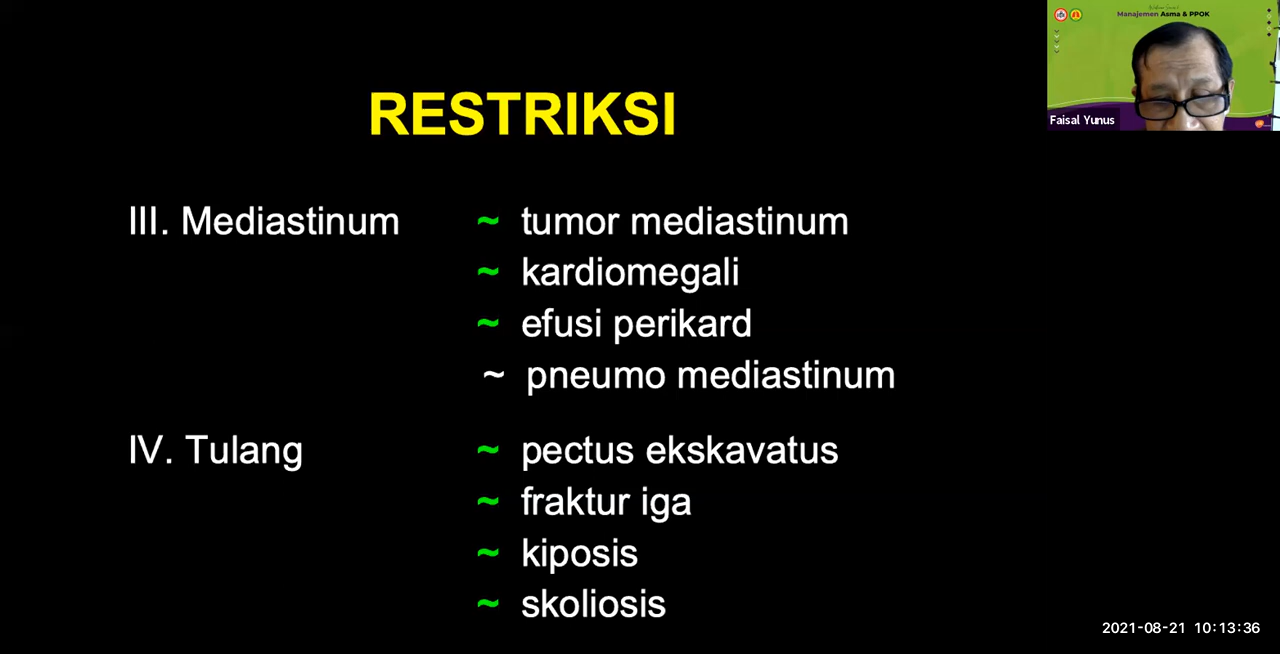 Manajemen Asma & PPOK
Faisal Yunus
RESTRIKSI
III. Mediastinum ~ tumor mediastinum
~ kardiomegali
~ efusi perikard
~ pneumo mediastinum
IV. Tulang ~ pectus ekskavatus
~ fraktur iga
~ kiposis
~ skoliosis
2021-08-21 10:13:36